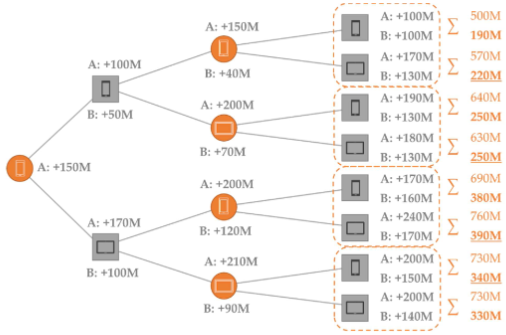 A: +150M
A: +100M
B: +50M
A: +170M
B: +100M
A: +150M
B: +40M
A: +200M
B: +70M
A: +200M
B: +120M
A: +210M
B: +90M
A: +100M
B: +100M
∑ 500M
190M
A: +170M
B: +130M
∑ 570M
220M
A: +190M
B: +130M
∑ 640M
250M
A: +180M
B: +130M
∑ 630M
250M
A: +170M
B: +160M
∑ 690M
380M
A: +240M
B: +170M
∑ 760M
390M
A: +200M
B: +150M
∑ 730M
340M
A: +200M
B: +140M
∑ 730M
330M